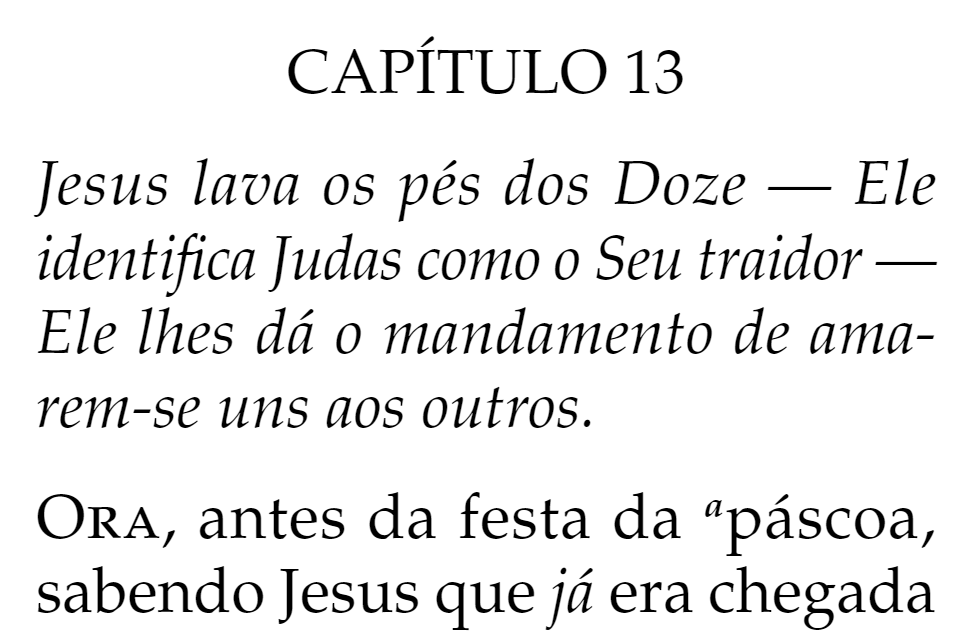 CAPÍTULO 13
Jesus lava os pés dos Doze — Ele
identifica Judas como o Seu traidor —
Ele lhes dá o mandamento de ama-
rem-se uns aos outros.
ORA, antes da festa da ᵃpáscoa,
sabendo Jesus que já era chegada